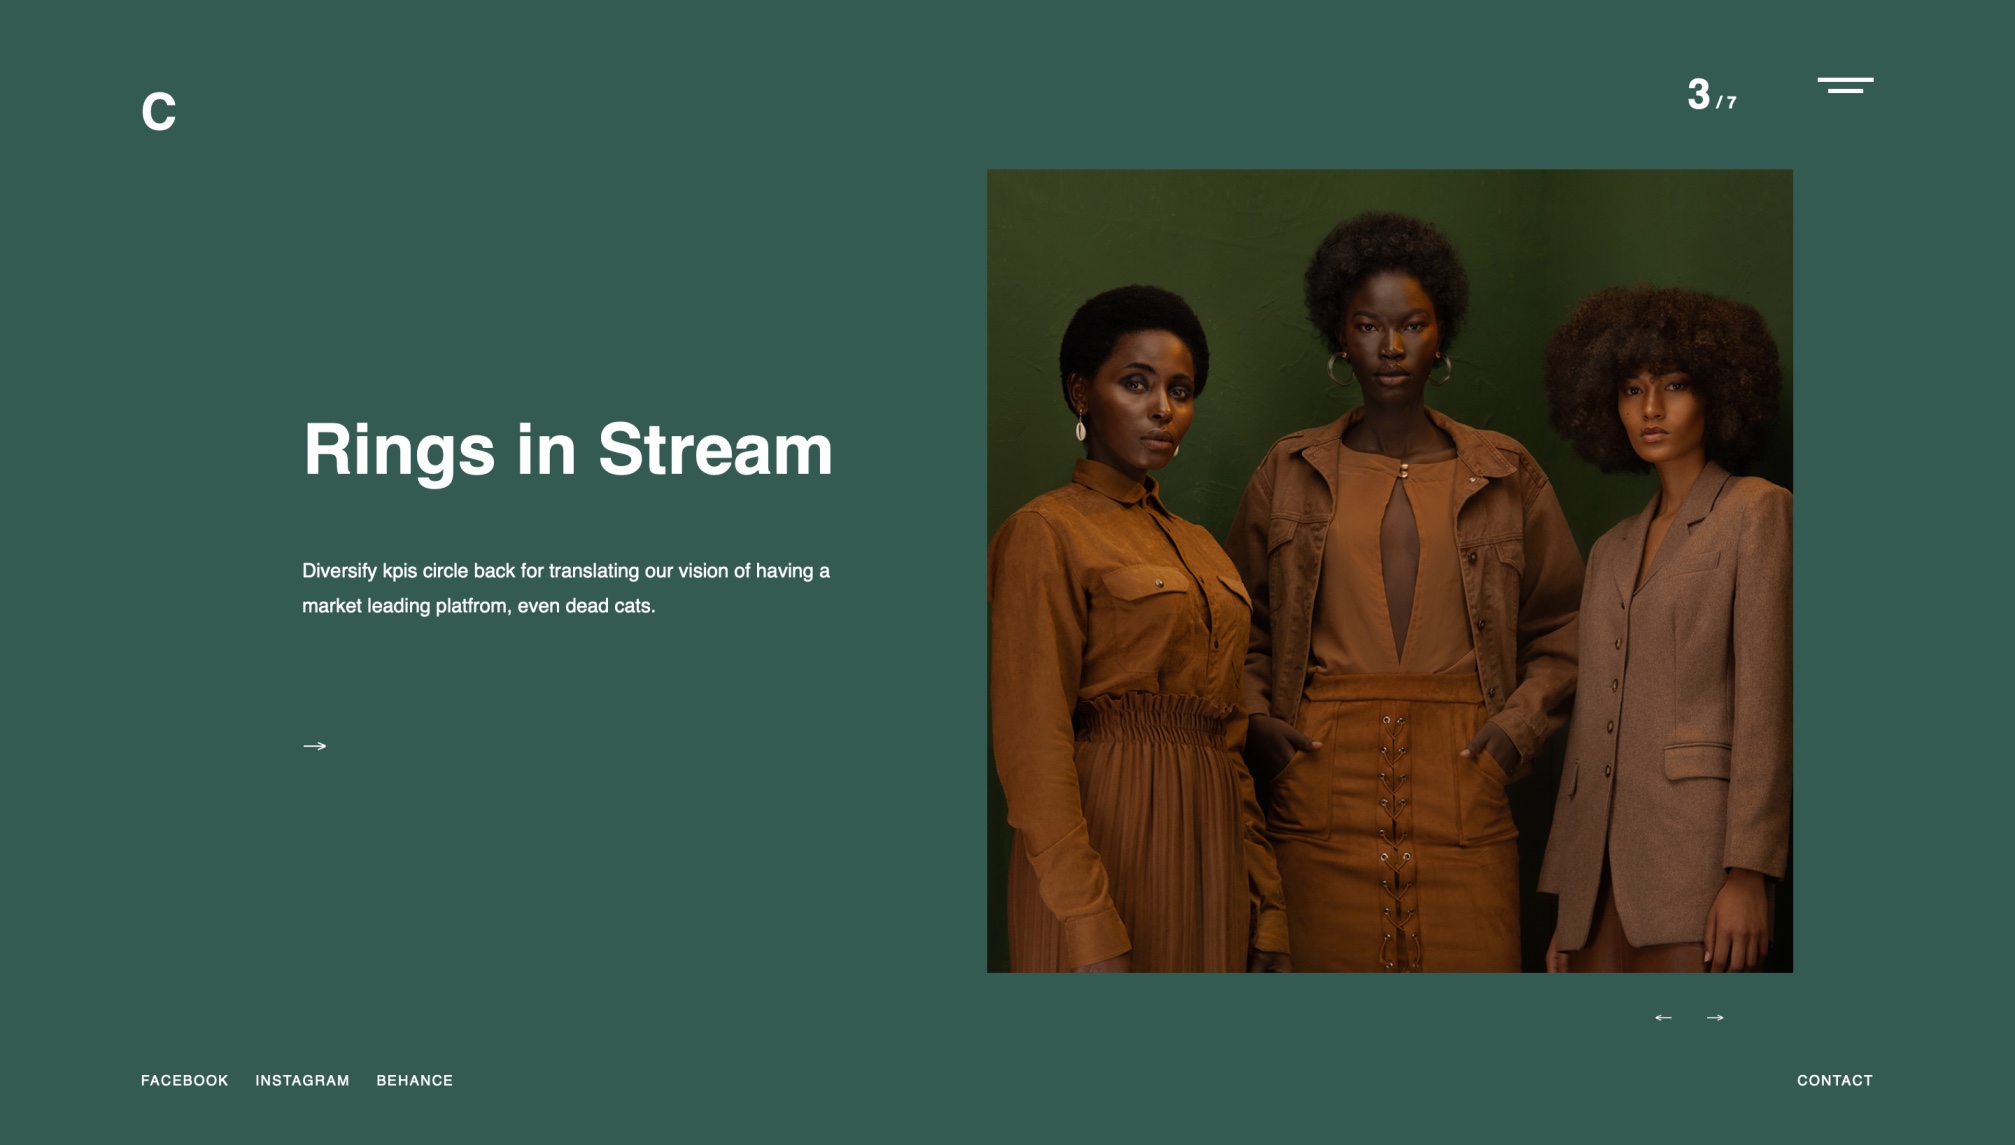 C
3 / 7
Rings in Stream
Diversify kpis circle back for translating our vision of having a
market leading platfrom, even dead cats.
FACEBOOK INSTAGRAM BEHANCE
CONTACT